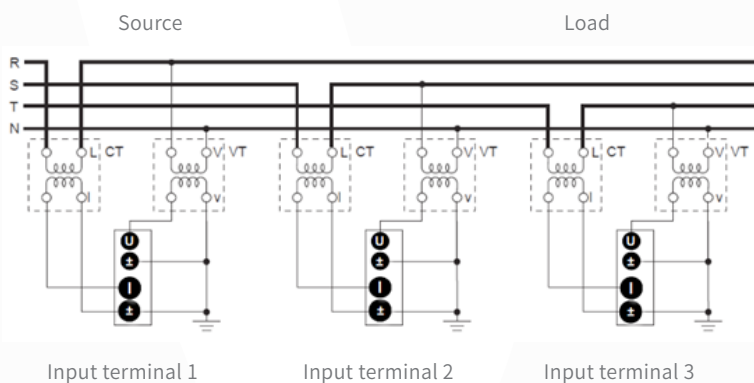 Source Load
R
S
T
N
L CT V VT L CT V VT L CT V VT
l v l v l v
U U U
± ± ±
I I I
± ± ±
Input terminal 1 Input terminal 2 Input terminal 3